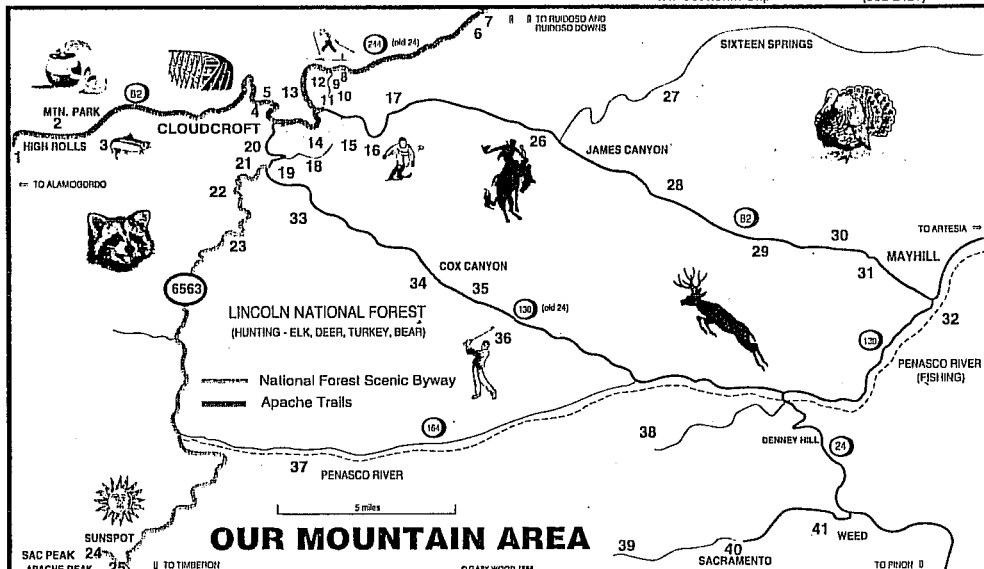 7
6
TO RUIDOSO AND
RUIDOSO DOWNS
244
(old 24)
SIXTEEN SPRINGS
12
8
9
10
11
13
5
4
82
MTN. PARK
2
17
27
HIGH ROLLS
1
3
CLOUDCROFT
20
14
15
16
18
26
JAMES CANYON
21
19
TO ALAMOGORDO
22
28
33
23
82
29
30
31
TO ARTESIA
MAYHILL
COX CANYON
34
35
6563
130
(old 24)
32
LINCOLN NATIONAL FOREST
(HUNTING - ELK, DEER, TURKEY, BEAR)
36
130
PENASCO RIVER
(FISHING)
National Forest Scenic Byway
Apache Trails
164
38
DENNEY HILL
24
37
PENASCO RIVER
5 miles
SUNSPOT
OUR MOUNTAIN AREA
41
WEED
SAC PEAK
24
APACHE PEAK
25
TO TIMBERON
39
40
SACRAMENTO
TO PINON